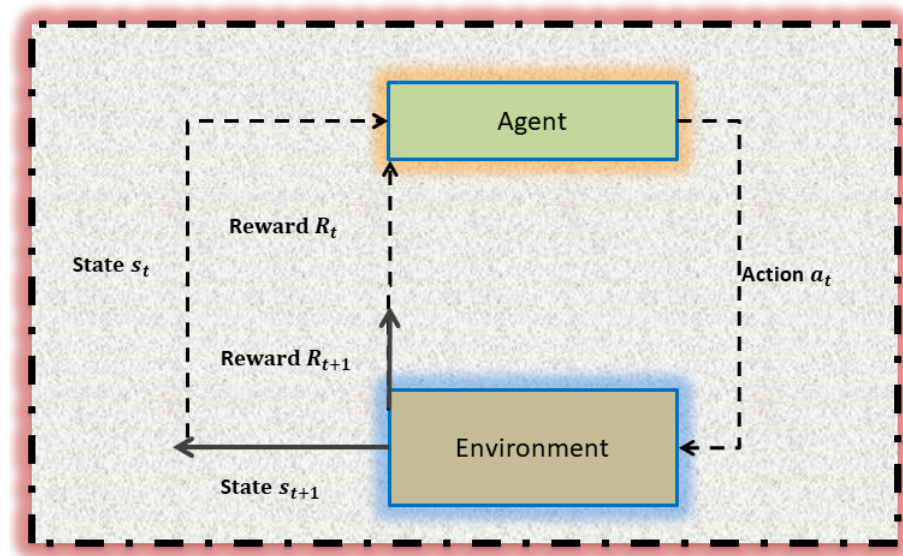 Agent
Reward R_t
State s_t
Action a_t
Reward R_{t+1}
Environment
State s_{t+1}